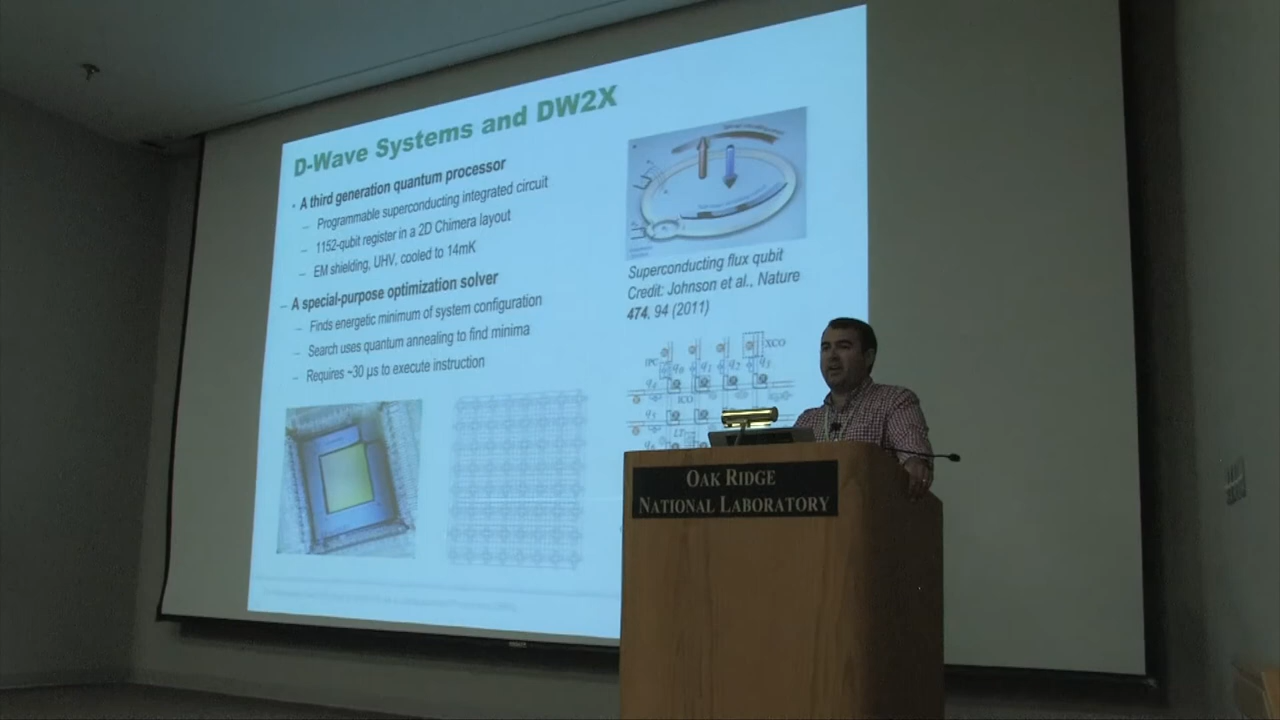 D-Wave Systems and DW2X
• A third generation quantum processor
– Programmable superconducting integrated circuit
– 1152-qubit register in a 2D Chimera layout
– EM shielding, UHV, cooled to 14mK
– A special-purpose optimization solver
– Finds energetic minimum of system configuration
– Search uses quantum annealing to find minima
– Requires ~30 µs to execute instruction
Superconducting flux qubit
Credit: Johnson et al., Nature
474, 94 (2011)
XCO
IPC
ICO
OAK RIDGE
NATIONAL LABORATORY